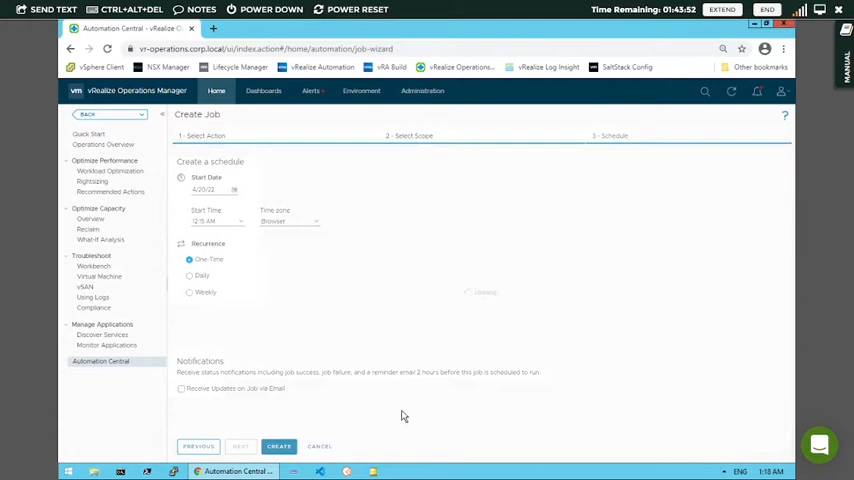 SEND TEXT
CTRL+ALT+DEL
NOTES
POWER DOWN
POWER RESET
Time Remaining: 01:43:52
EXTEND
END
MANUAL
Automation Central - vRealize O
vr-operations.corp.local/ui/index.action#/home/automation/job-wizard
vSphere Client
NSX Manager
Lifecycle Manager
vRealize Automation
vRA Build
vRealize Operations...
vRealize Log Insight
SaltStack Config
Other bookmarks
vm vRealize Operations Manager
Home
Dashboards
Alerts
Environment
Administration
BACK
Quick Start
Operations Overview
Optimize Performance
Workload Optimization
Rightsizing
Recommended Actions
Optimize Capacity
Overview
Reclaim
What-If Analysis
Troubleshoot
Workbench
Virtual Machine
vSAN
Using Logs
Compliance
Manage Applications
Discover Services
Monitor Applications
Automation Central
Create Job
?
1 - Select Action
2 - Select Scope
3 - Schedule
Create a schedule
Start Date
4/20/22
Start Time: Time zone
12:15 AM Browser
Recurrence
One-Time
Daily
Weekly
Loading
Notifications
Receive status notifications including job success, job failure, and a reminder email 2 hours before this job is scheduled to run.
Receive Updates on Job via Email
PREVIOUS
NEXT
CREATE
CANCEL
Automation Central ...
ENG
1:18 AM